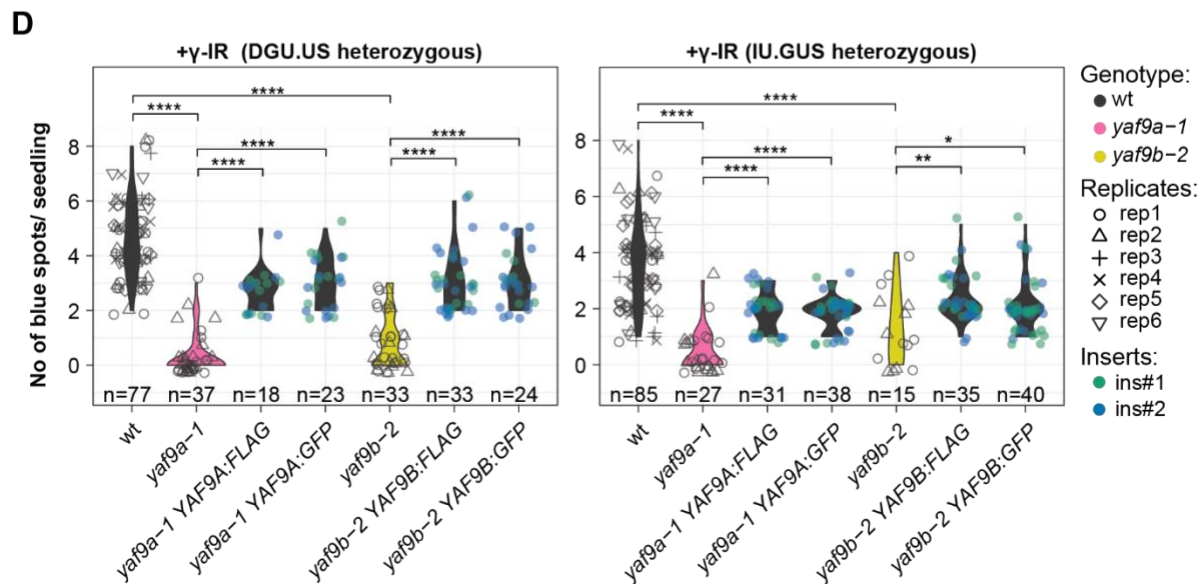 D
+γ-IR (DGU.US heterozygous)
No of blue spots/ seedling
8
6
4
2
0
****
****
****
****
****
****
n=77 n=37 n=18 n=23 n=33 n=33 n=24
wt
yaf9a−1
yaf9a−1 YAF9A:FLAG
yaf9a−1 YAF9A:GFP
yaf9b−2
yaf9b−2 YAF9B:FLAG
yaf9b−2 YAF9B:GFP
+γ-IR (IU.GUS heterozygous)
8
6
4
2
0
****
****
****
****
*
**
n=85 n=27 n=31 n=38 n=15 n=35 n=40
wt
yaf9a−1
yaf9a−1 YAF9A:FLAG
yaf9a−1 YAF9A:GFP
yaf9b−2
yaf9b−2 YAF9B:FLAG
yaf9b−2 YAF9B:GFP
Genotype:
wt
yaf9a−1
yaf9b−2
Replicates:
rep1
rep2
rep3
rep4
rep5
rep6
Inserts:
ins#1
ins#2